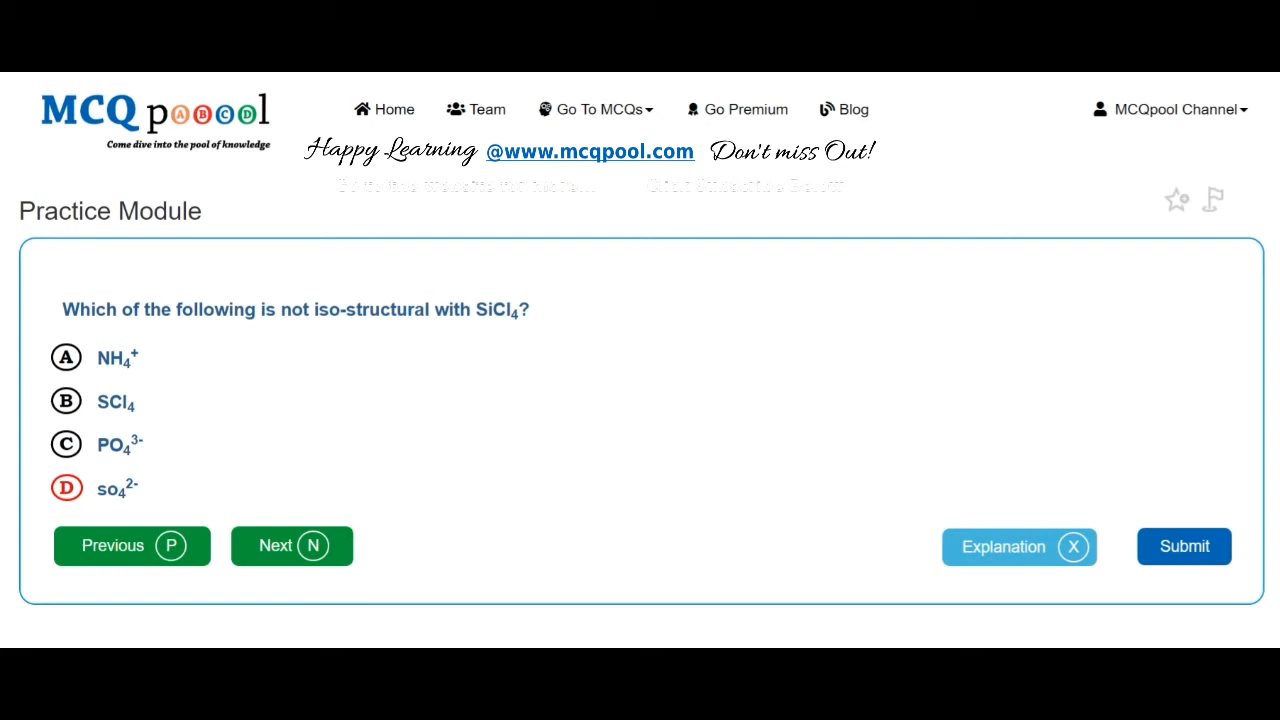 MCQ pABCDl
Come dive into the pool of knowledge
Home Team Go To MCQs Go Premium Blog MCQpool Channel
Happy Learning @www.mcqpool.com Don't miss Out!
Practice Module
Which of the following is not iso-structural with SiCl₄?
A NH₄⁺
B SCl₄
C PO₄³⁻
D so₄²⁻
Previous P Next N Explanation X Submit